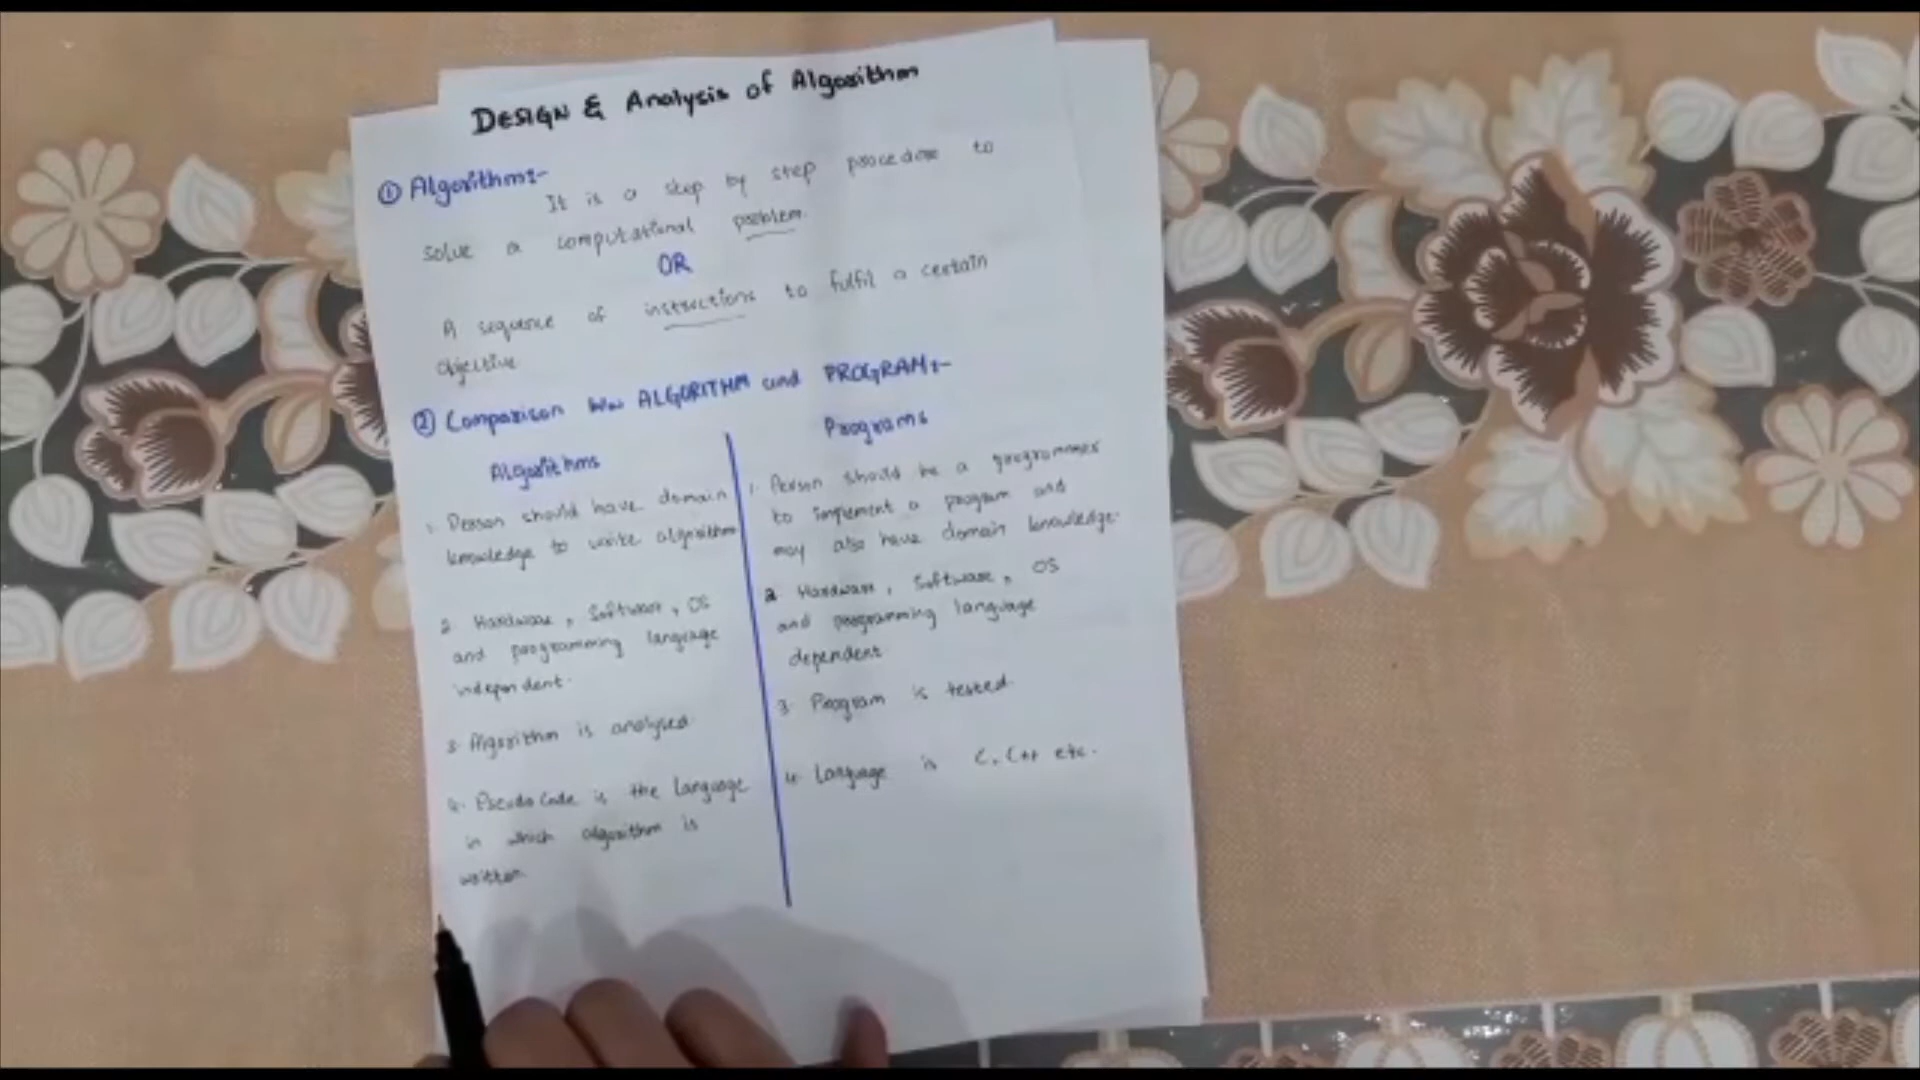 DESIGN & Analysis of Algorithm
① Algorithms:-
It is a step by step procedure to
solve a computational problem.
OR
A sequence of instructions to fulfil a certain
objective
② Comparison b/w ALGORITHM and PROGRAM:-
Algorithms
1. Person should have domain
knowledge to write algorithm
2. Hardware, Software, OS
and programming language
independent.
3. Algorithm is analysed
4. PseudoCode is the language
in which algorithm is
written.
Programs
1. Person should be a programmer
to implement a program and
may also have domain knowledge.
2. Hardware, Software, OS
and programming language
dependent
3. Program is tested.
4. Language is C, C++ etc.